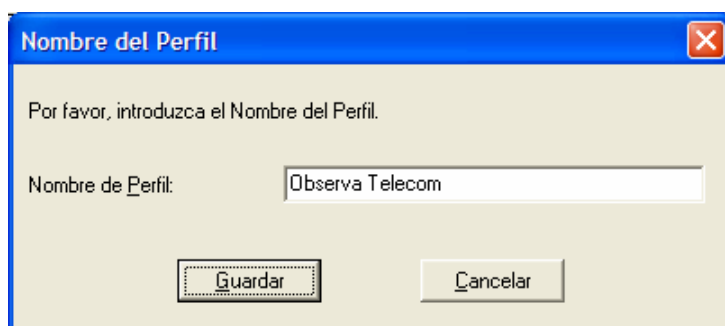 Nombre del Perfil
Por favor, introduzca el Nombre del Perfil.
Nombre de Perfil: Observa Telecom
Guardar Cancelar